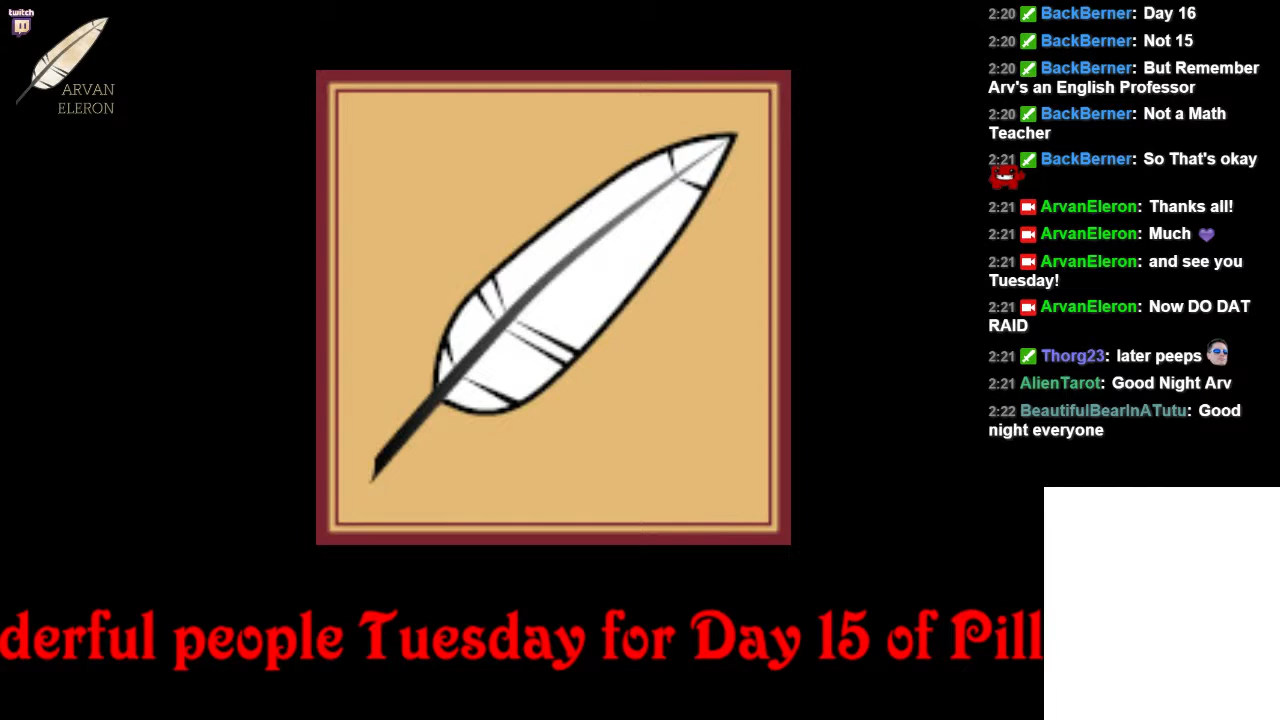 twitch
ARVAN
ELERON
2:20 BackBerner: Day 16
2:20 BackBerner: Not 15
2:20 BackBerner: But Remember
Arv's an English Professor
2:20 BackBerner: Not a Math
Teacher
2:21 BackBerner: So That's okay
2:21 ArvanEleron: Thanks all!
2:21 ArvanEleron: Much
2:21 ArvanEleron: and see you
Tuesday!
2:21 ArvanEleron: Now DO DAT
RAID
2:21 Thorg23: later peeps
2:21 AlienTarot: Good Night Arv
2:22 BeautifulBearInATutu: Good
night everyone
derful people Tuesday for Day 15 of Pill